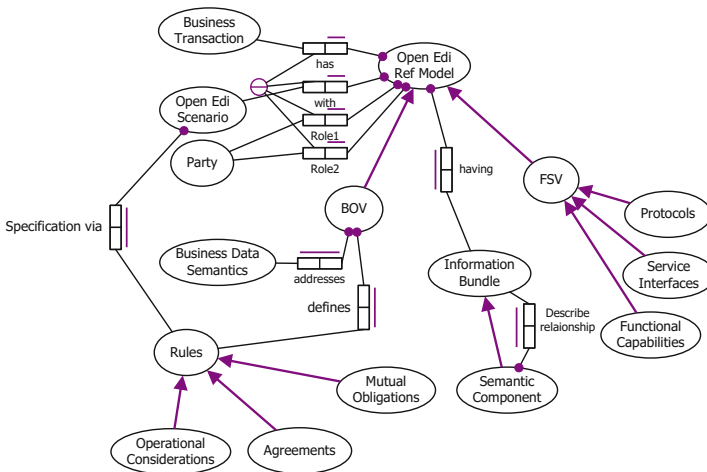 Business
Transaction
has
Open Edi
Ref Model
Open Edi
Scenario
with
Role1
Party
Role2
having
FSV
Protocols
BOV
Specification via
Business Data
Semantics
addresses
Information
Bundle
Service
Interfaces
defines
Describe
relaionship
Functional
Capabilities
Rules
Mutual
Obligations
Semantic
Component
Operational
Considerations
Agreements